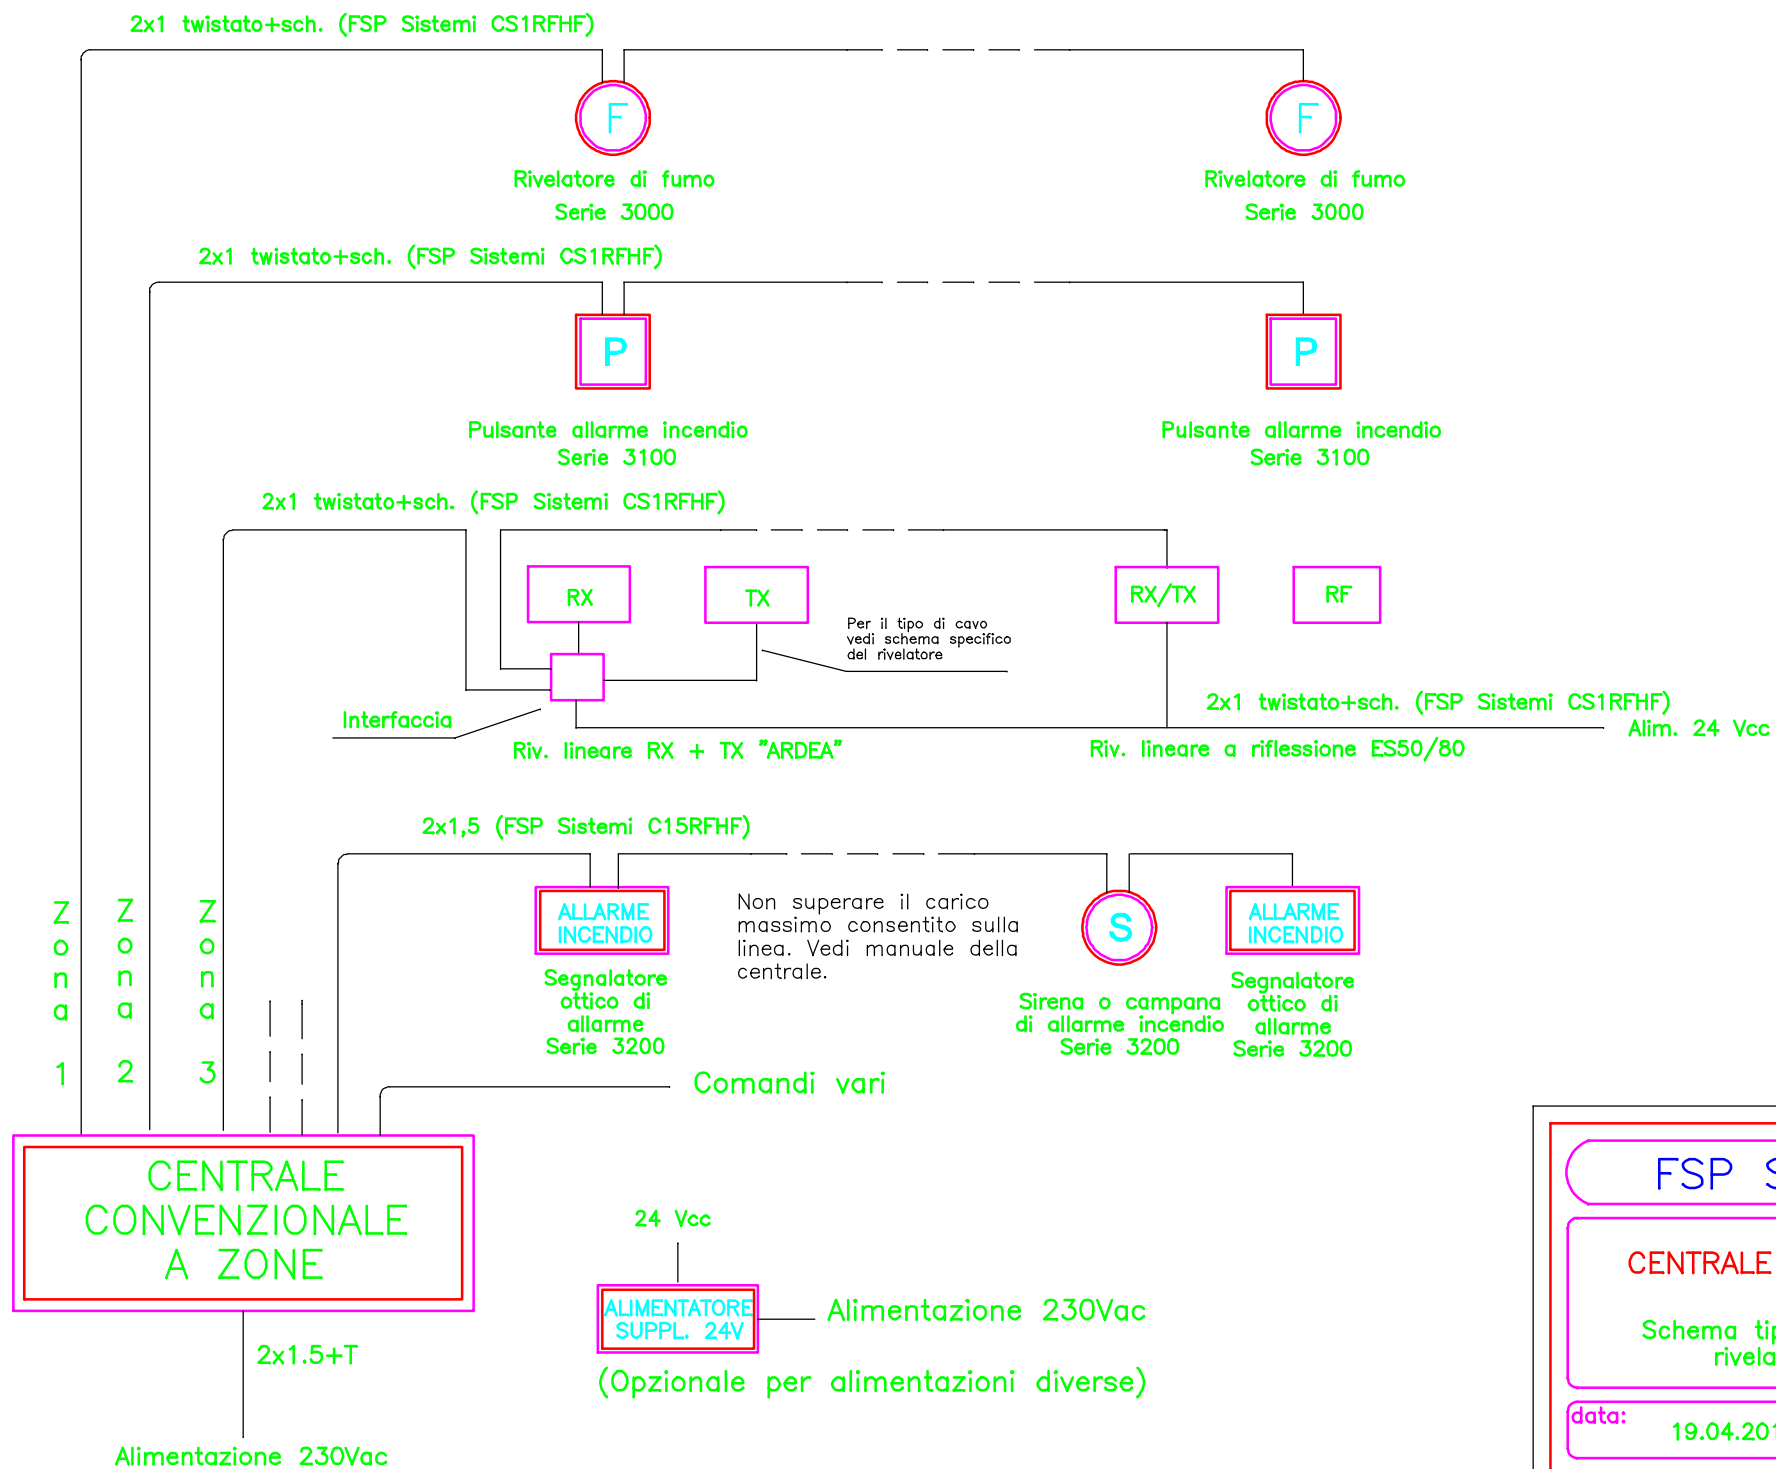 2x1 twistato+sch. (FSP Sistemi CS1RFHF)
F
F
Rivelatore di fumo
Serie 3000
Rivelatore di fumo
Serie 3000
2x1 twistato+sch. (FSP Sistemi CS1RFHF)
P
P
Pulsante allarme incendio
Serie 3100
Pulsante allarme incendio
Serie 3100
2x1 twistato+sch. (FSP Sistemi CS1RFHF)
RX
TX
RX/TX
RF
Per il tipo di cavo
vedi schema specifico
del rivelatore
Interfaccia
2x1 twistato+sch. (FSP Sistemi CS1RFHF)
Alim. 24 Vcc
Riv. lineare RX + TX "ARDEA"
Riv. lineare a riflessione ES50/80
2x1,5 (FSP Sistemi C15RFHF)
ALLARME
INCENDIO
Non superare il carico
massimo consentito sulla
linea. Vedi manuale della
centrale.
S
ALLARME
INCENDIO
Segnalatore
ottico di
allarme
Serie 3200
Sirena o campana
di allarme incendio
Serie 3200
Segnalatore
ottico di
allarme
Serie 3200
Zona 1
Zona 2
Zona 3
Comandi vari
CENTRALE
CONVENZIONALE
A ZONE
24 Vcc
ALIMENTATORE
SUPPL. 24V
Alimentazione 230Vac
(Opzionale per alimentazioni diverse)
2x1.5+T
Alimentazione 230Vac
FSP S
CENTRALE
Schema tip
rivela
data:
19.04.201